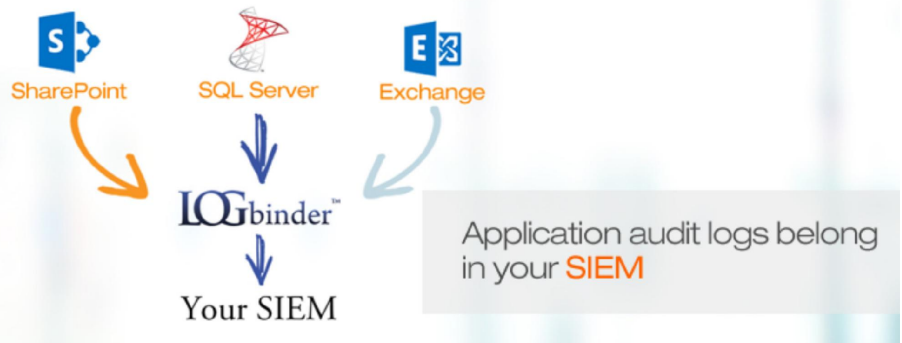 S
E
SharePoint
SQL Server
Exchange
LOGbinder™
Your SIEM
Application audit logs belong
in your SIEM